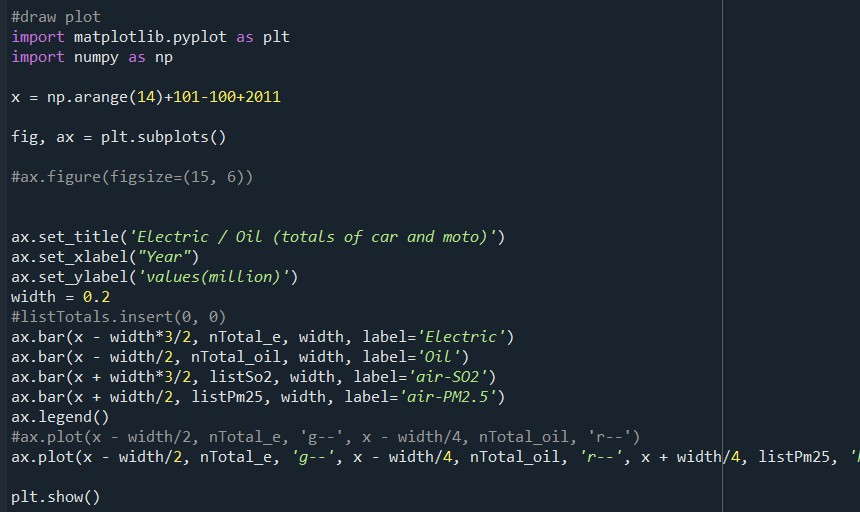 #draw plot
import matplotlib.pyplot as plt
import numpy as np
x = np.arange(14)+101-100+2011
fig, ax = plt.subplots()
#ax.figure(figsize=(15, 6))
ax.set_title('Electric / Oil (totals of car and moto)')
ax.set_xlabel("Year")
ax.set_ylabel('values(million)')
width = 0.2
#listTotals.insert(0, 0)
ax.bar(x - width*3/2, nTotal_e, width, label='Electric')
ax.bar(x - width/2, nTotal_oil, width, label='Oil')
ax.bar(x + width*3/2, listSo2, width, label='air-SO2')
ax.bar(x + width/2, listPm25, width, label='air-PM2.5')
ax.legend()
#ax.plot(x - width/2, nTotal_e, 'g--', x - width/4, nTotal_oil, 'r--')
ax.plot(x - width/2, nTotal_e, 'g--', x - width/4, nTotal_oil, 'r--', x + width/4, listPm25, '
plt.show()